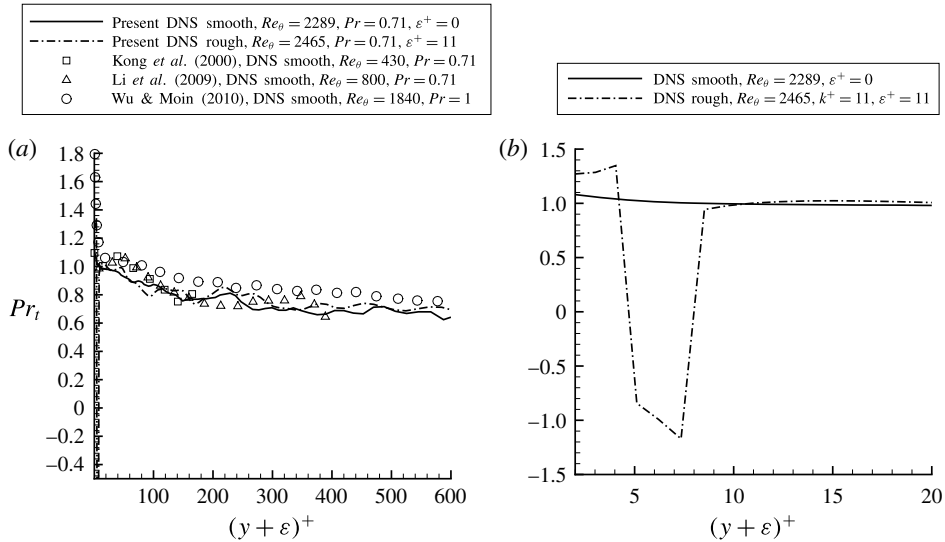 Present DNS smooth, Reθ = 2289, Pr = 0.71, ε⁺ = 0
Present DNS rough, Reθ = 2465, Pr = 0.71, ε⁺ = 11
Kong et al. (2000), DNS smooth, Reθ = 430, Pr = 0.71
Li et al. (2009), DNS smooth, Reθ = 800, Pr = 0.71
Wu & Moin (2010), DNS smooth, Reθ = 1840, Pr = 1
DNS smooth, Reθ = 2289, ε⁺ = 0
DNS rough, Reθ = 2465, k⁺ = 11, ε⁺ = 11
(a)
1.8
1.6
1.4
1.2
1.0
0.8
0.6
0.4
0.2
0
−0.2
−0.4
Prt
100 200 300 400 500 600
(y + ε)⁺
(b)
1.5
1.0
0.5
0
−0.5
−1.0
−1.5
5 10 15 20
(y + ε)⁺